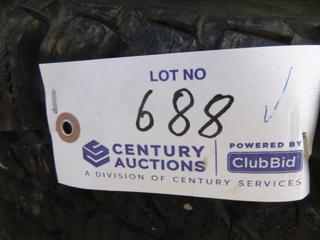 LOT NO
688
CENTURY AUCTIONS
POWERED BY
ClubBid
A DIVISION OF CENTURY SERVICES